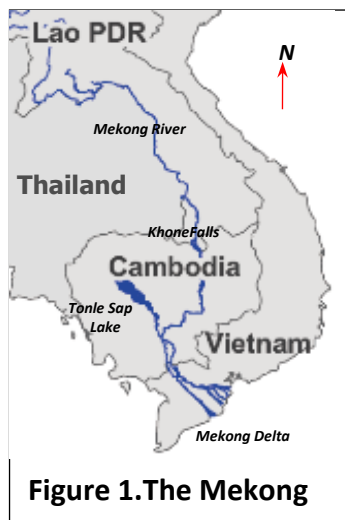 Lao PDR
N
Mekong River
Thailand
KhoneFalls
Cambodia
Tonle Sap
Lake
Vietnam
Mekong Delta
Figure 1.The Mekong